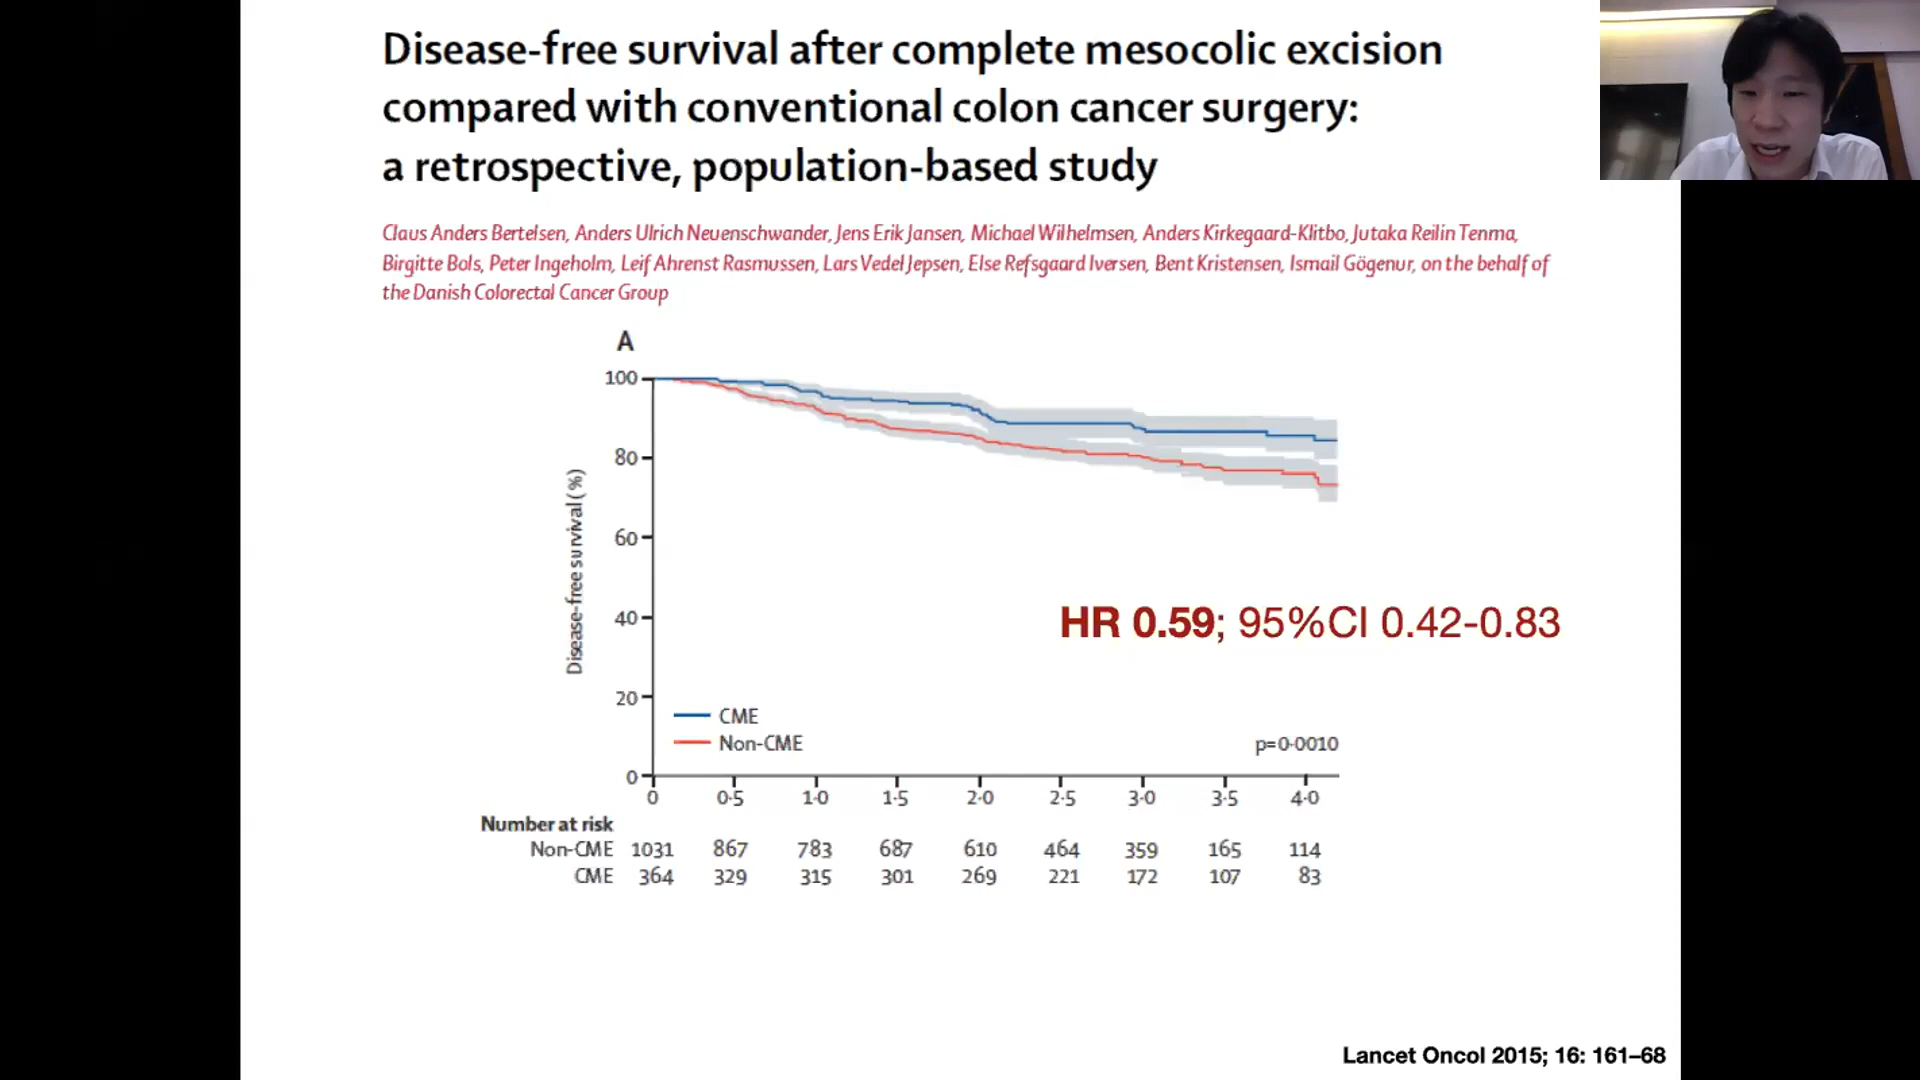 Disease-free survival after complete mesocolic excision
compared with conventional colon cancer surgery:
a retrospective, population-based study
Claus Anders Bertelsen, Anders Ulrich Neuenschwander, Jens Erik Jansen, Michael Wilhelmsen, Anders Kirkegaard-Klitbo, Jutaka Reilin Tenma,
Birgitte Bols, Peter Ingeholm, Leif Ahrenst Rasmussen, Lars Vedel Jepsen, Else Refsgaard Iversen, Bent Kristensen, Ismail Gögenur, on the behalf of
the Danish Colorectal Cancer Group
A
100
80
60
40
20
0
Disease-free survival (%)
HR 0.59; 95%CI 0.42-0.83
CME
Non-CME
p=0·0010
0 0·5 1·0 1·5 2·0 2·5 3·0 3·5 4·0
Number at risk
Non-CME 1031 867 783 687 610 464 359 165 114
CME 364 329 315 301 269 221 172 107 83
Lancet Oncol 2015; 16: 161–68